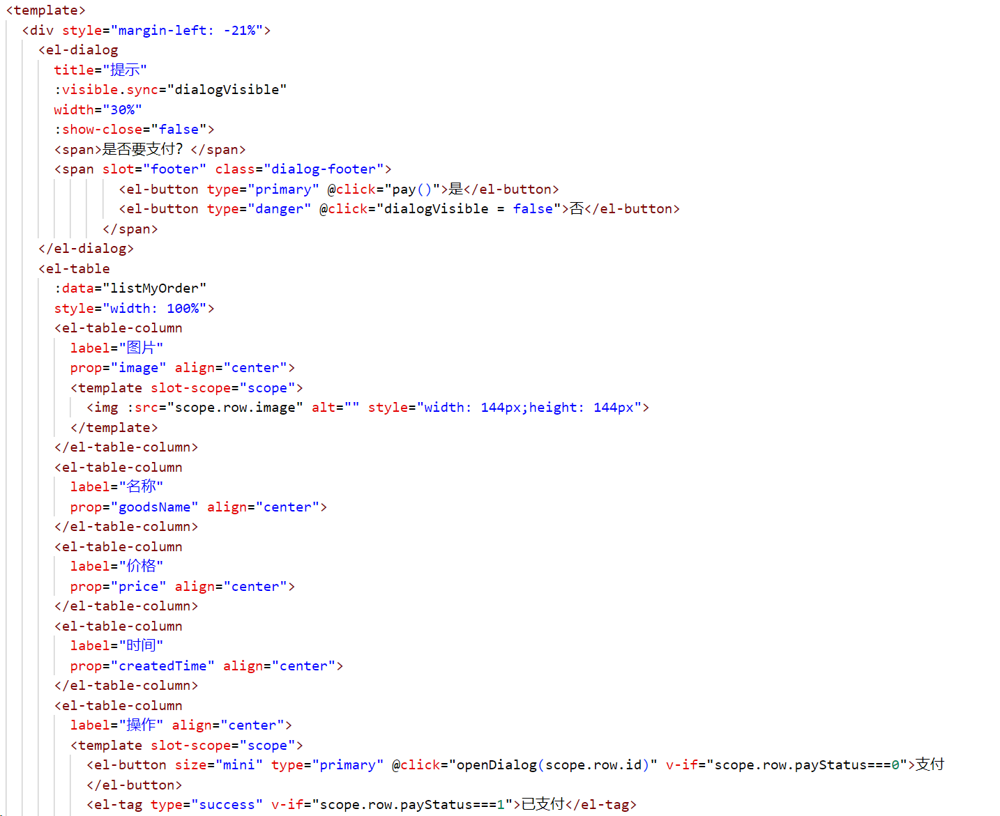 <template>
<div style="margin-left: -21%">
<el-dialog
title="提示"
:visible.sync="dialogVisible"
width="30%"
:show-close="false">
<span>是否要支付？</span>
<span slot="footer" class="dialog-footer">
<el-button type="primary" @click="pay()">是</el-button>
<el-button type="danger" @click="dialogVisible = false">否</el-button>
</span>
</el-dialog>
<el-table
:data="listMyOrder"
style="width: 100%">
<el-table-column
label="图片"
prop="image" align="center">
<template slot-scope="scope">
<img :src="scope.row.image" alt="" style="width: 144px;height: 144px">
</template>
</el-table-column>
<el-table-column
label="名称"
prop="goodsName" align="center">
</el-table-column>
<el-table-column
label="价格"
prop="price" align="center">
</el-table-column>
<el-table-column
label="时间"
prop="createdTime" align="center">
</el-table-column>
<el-table-column
label="操作" align="center">
<template slot-scope="scope">
<el-button size="mini" type="primary" @click="openDialog(scope.row.id)" v-if="scope.row.payStatus===0">支付
</el-button>
<el-tag type="success" v-if="scope.row.payStatus===1">已支付</el-tag>